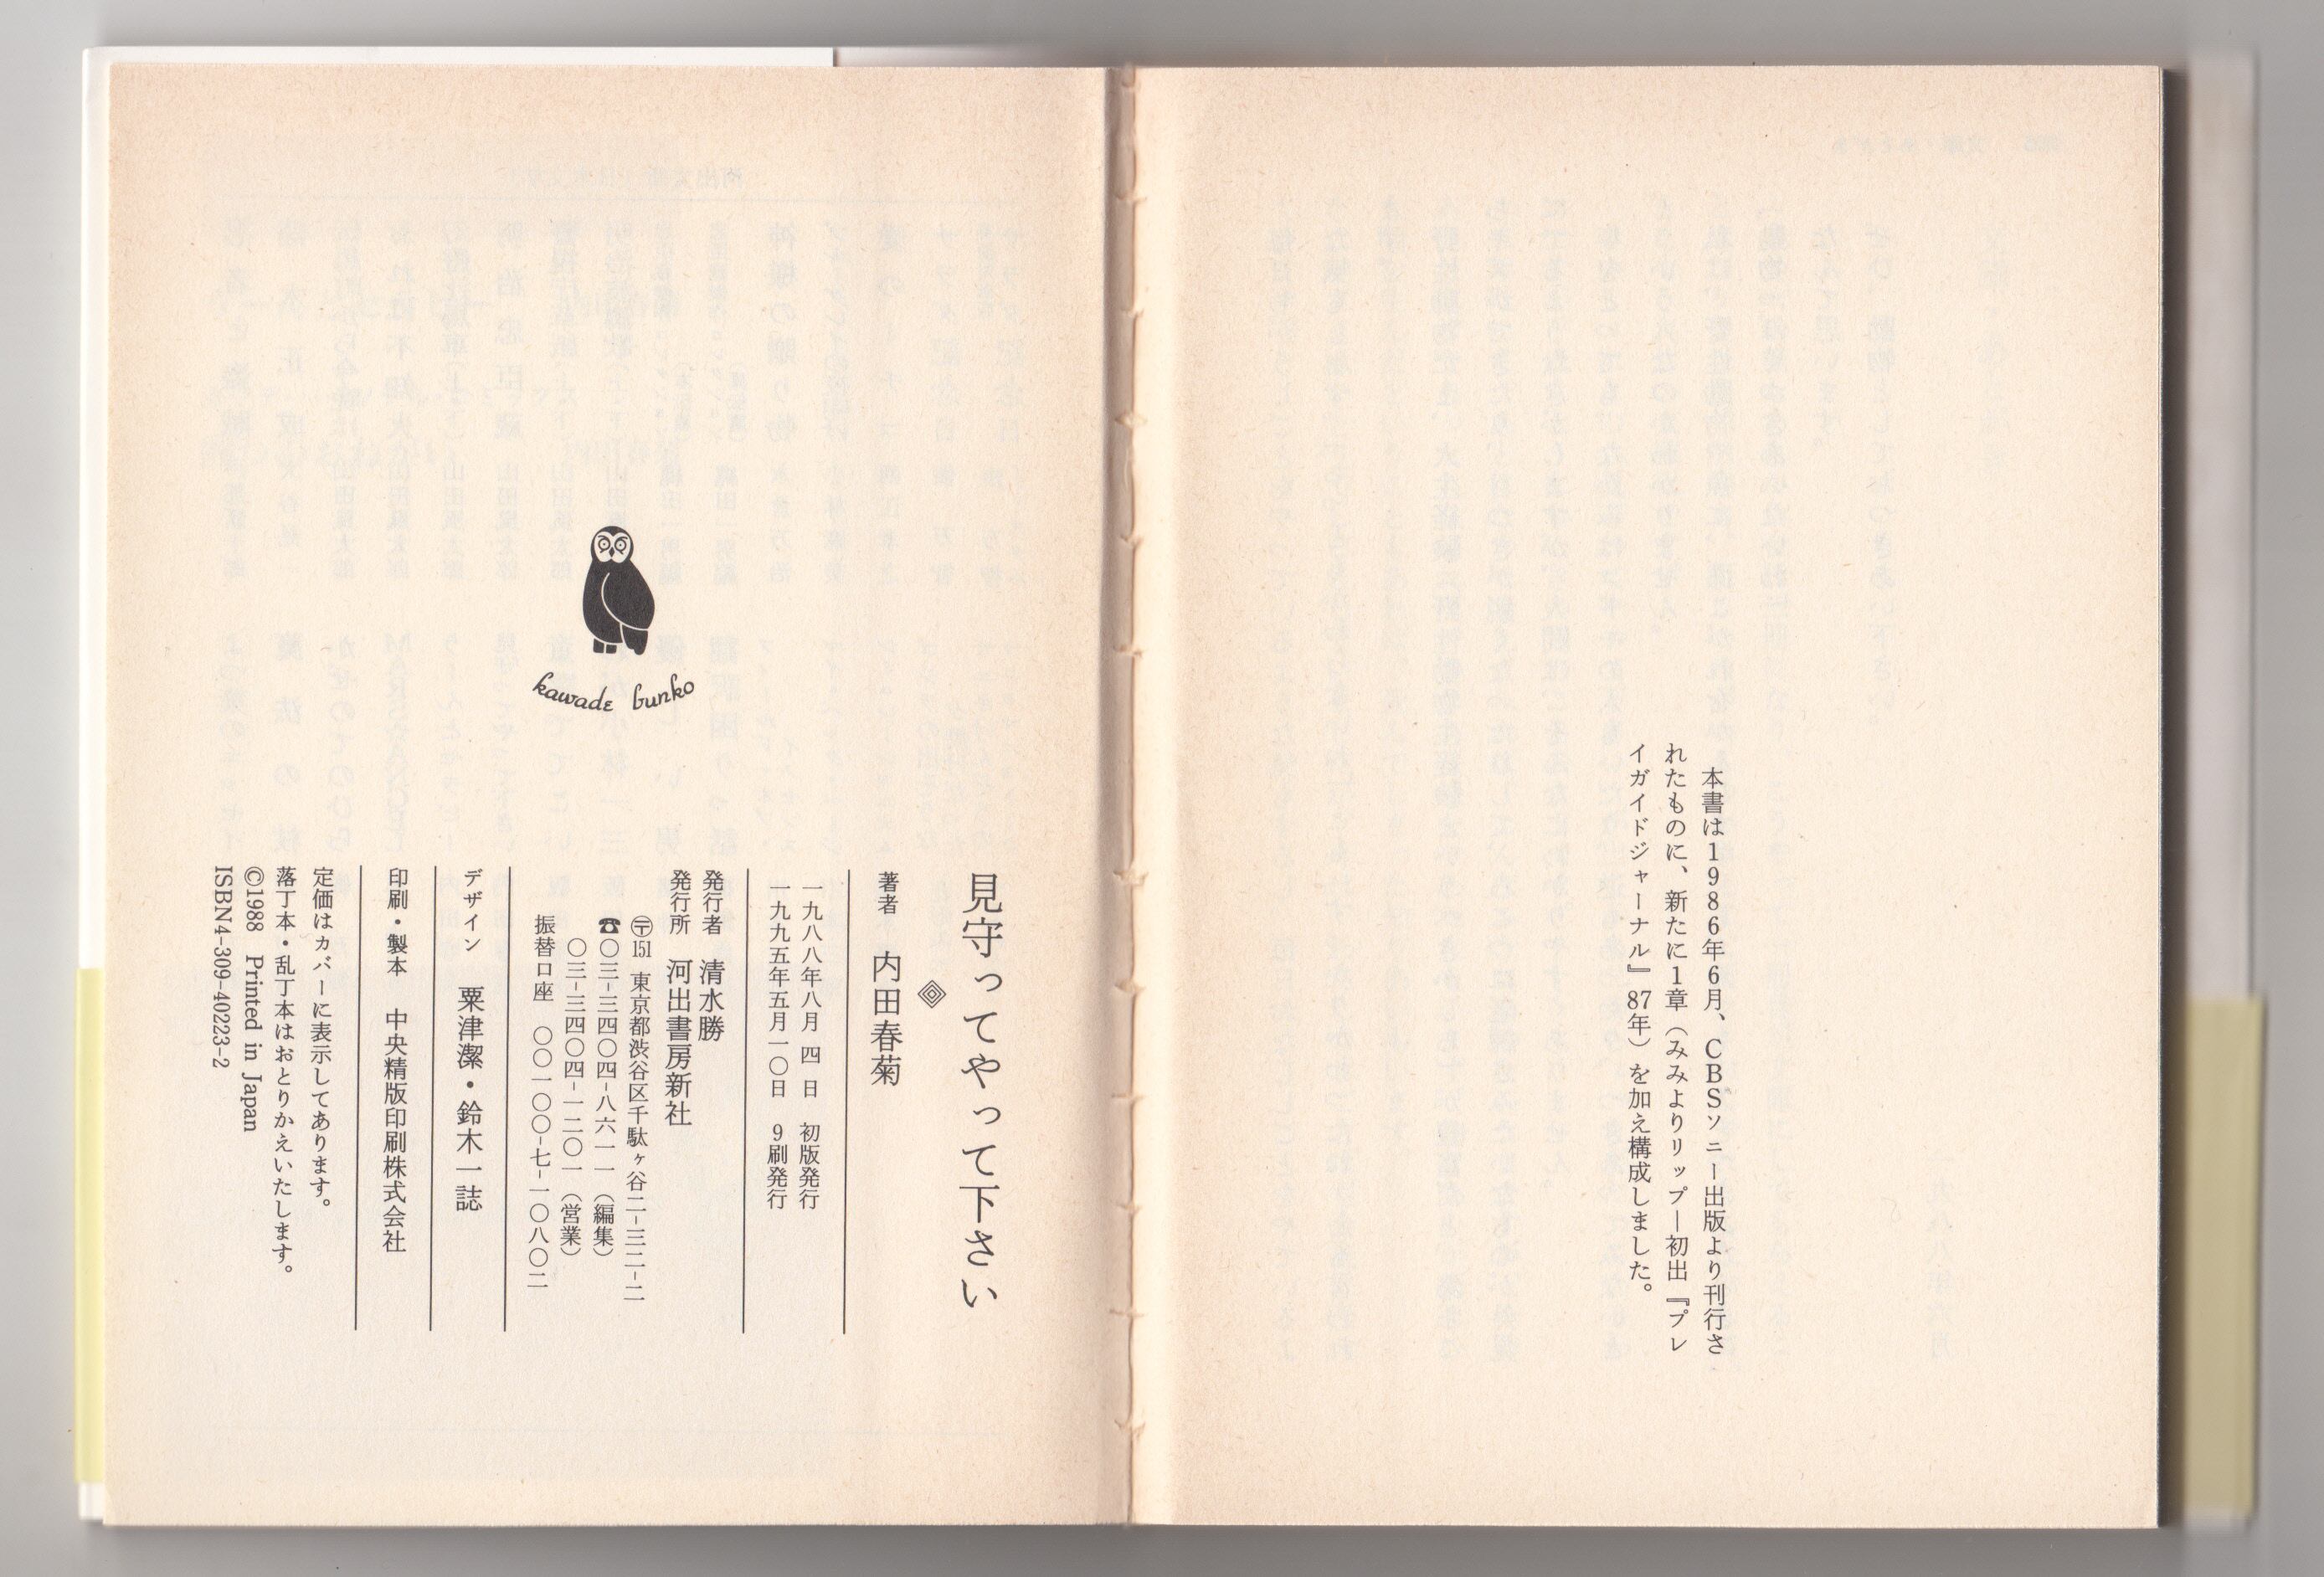 本書は1986年6月、CBSソニー出版より刊行さ
れたものに、新たに1章（みみよりリップ―初出『プレ
イガイドジャーナル』87年）を加え構成しました。
kawade bunko
見守ってやって下さい
著者　内田春菊
一九八八年八月　四　日　初版発行
一九九五年五月一〇日　9刷発行
発行者　清水勝
発行所　河出書房新社
〶151　東京都渋谷区千駄ヶ谷二-三二-二
☎〇三-三四〇四-八六一一（編集）
〇三-三四〇四-一二〇一（営業）
振替口座　〇〇一〇〇-七-一〇八〇二
デザイン　粟津潔・鈴木一誌
印刷・製本　中央精版印刷株式会社
定価はカバーに表示してあります。
落丁本・乱丁本はおとりかえいたします。
©1988　Printed in Japan
ISBN4-309-40223-2